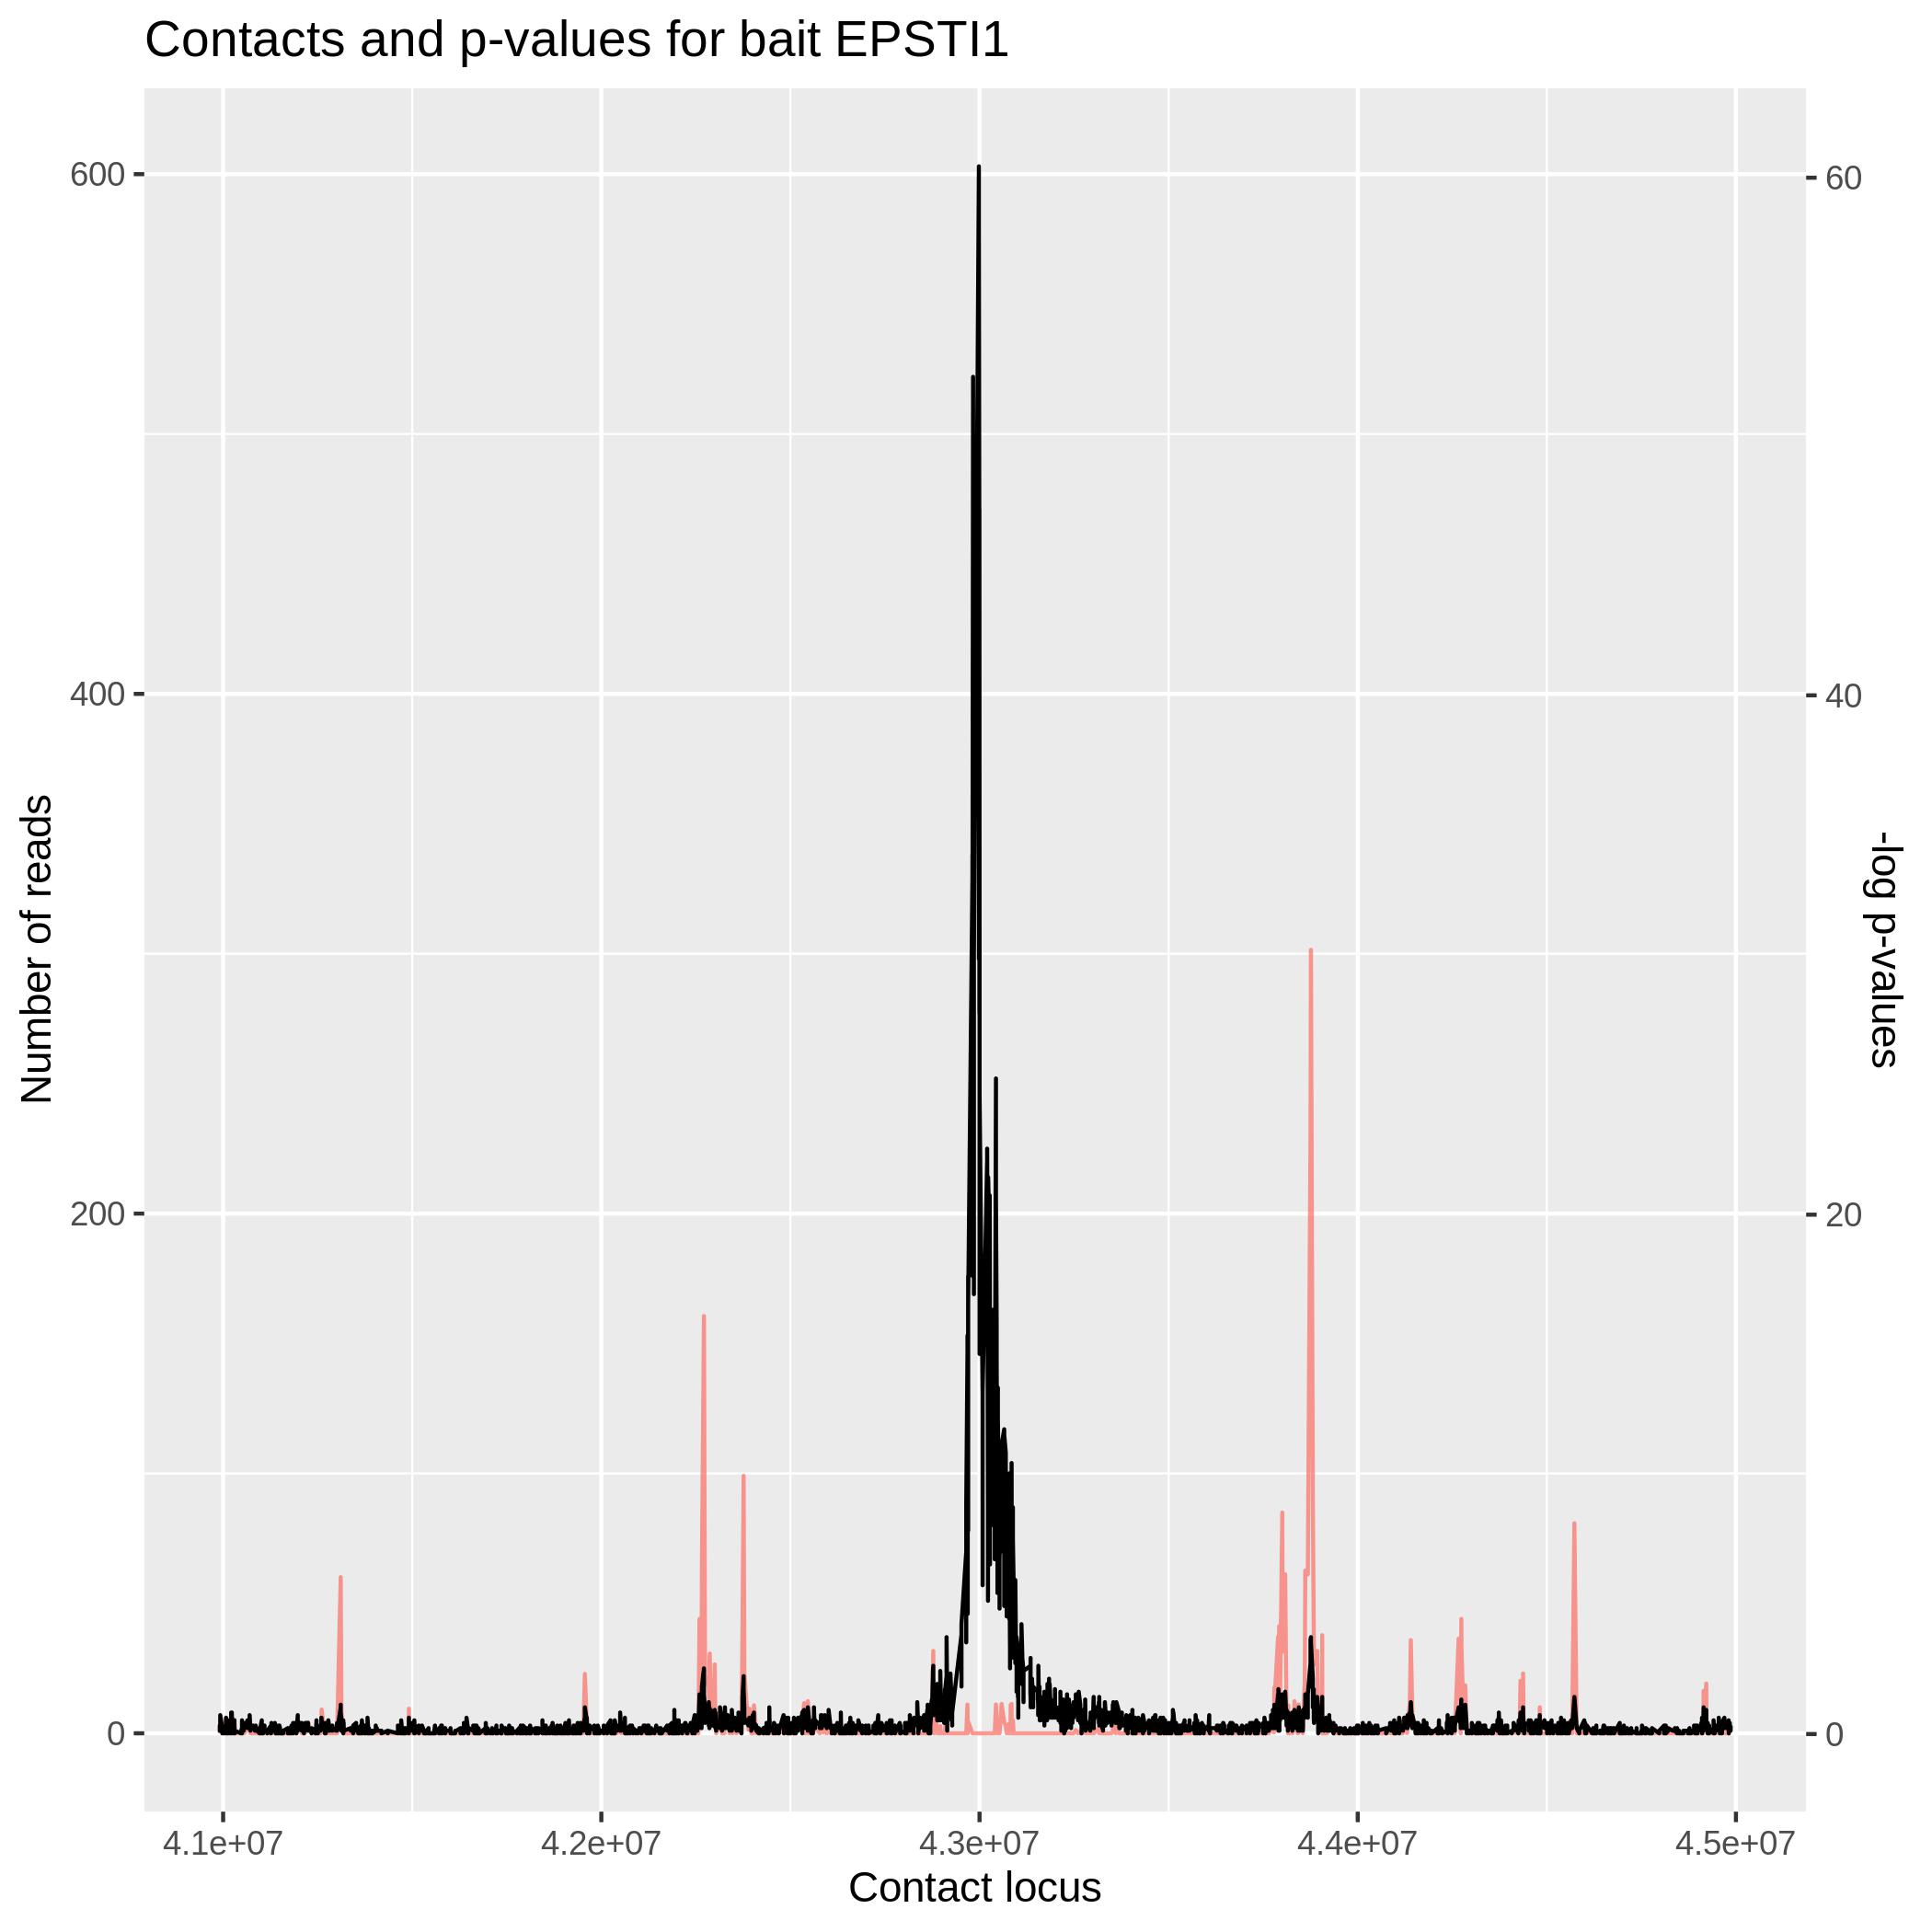 Contacts and p-values for bait EPSTI1
600
400
200
0
Number of reads
60
40
20
0
-log p-values
4.1e+07 4.2e+07 4.3e+07 4.4e+07 4.5e+07
Contact locus